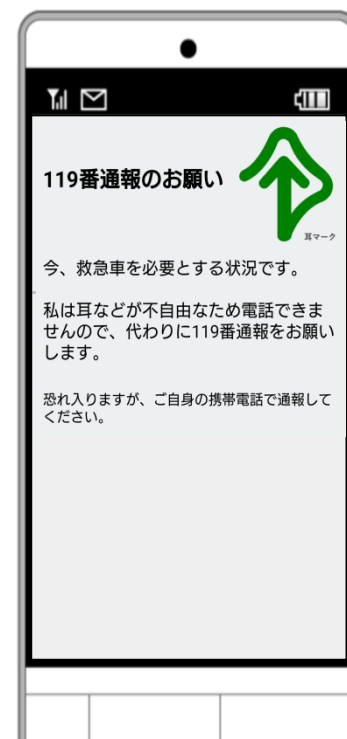 119番通報のお願い
耳マーク
今、救急車を必要とする状況です。
私は耳などが不自由なため電話できま
せんので、代わりに119番通報をお願い
します。
恐れ入りますが、ご自身の携帯電話で通報して
ください。